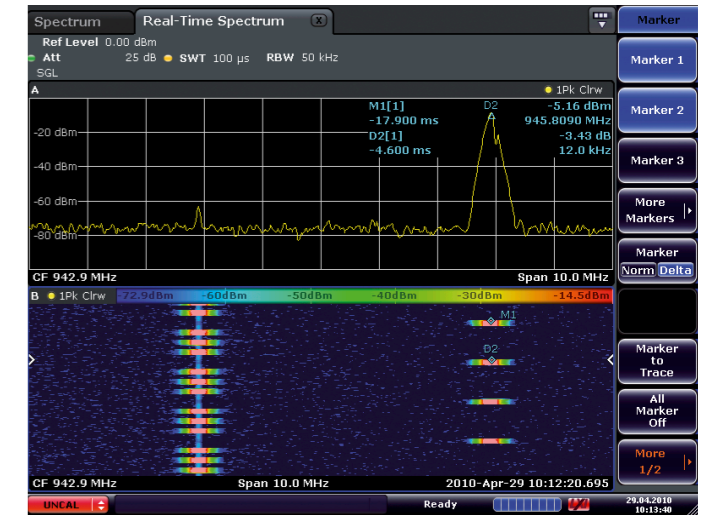 Spectrum Real-Time Spectrum X
Ref Level 0.00 dBm
Att 25 dB SWT 100 µs RBW 50 kHz
SGL
A 1Pk Clrw
M1[1] -5.16 dBm
-17.900 ms 945.8090 MHz
D2[1] -3.43 dB
-4.600 ms 12.0 kHz
D2
-20 dBm
-40 dBm
-60 dBm
-80 dBm
CF 942.9 MHz Span 10.0 MHz
B 1Pk Clrw -72.9dBm -60dBm -50dBm -40dBm -30dBm -14.5dBm
M1
D2
CF 942.9 MHz Span 10.0 MHz 2010-Apr-29 10:12:20.695
UNCAL Ready 29.04.2010
10:13:40
Marker
Marker 1
Marker 2
Marker 3
More
Markers
Marker
Norm Delta
Marker
to
Trace
All
Marker
Off
More
1/2